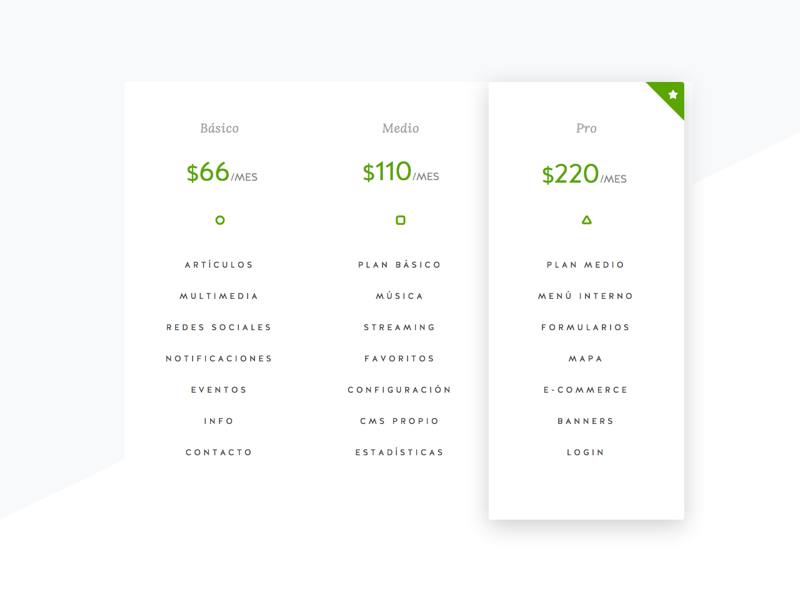 Básico
$66/MES
ARTÍCULOS
MULTIMEDIA
REDES SOCIALES
NOTIFICACIONES
EVENTOS
INFO
CONTACTO
Medio
$110/MES
PLAN BÁSICO
MÚSICA
STREAMING
FAVORITOS
CONFIGURACIÓN
CMS PROPIO
ESTADÍSTICAS
Pro
$220/MES
PLAN MEDIO
MENÚ INTERNO
FORMULARIOS
MAPA
E-COMMERCE
BANNERS
LOGIN